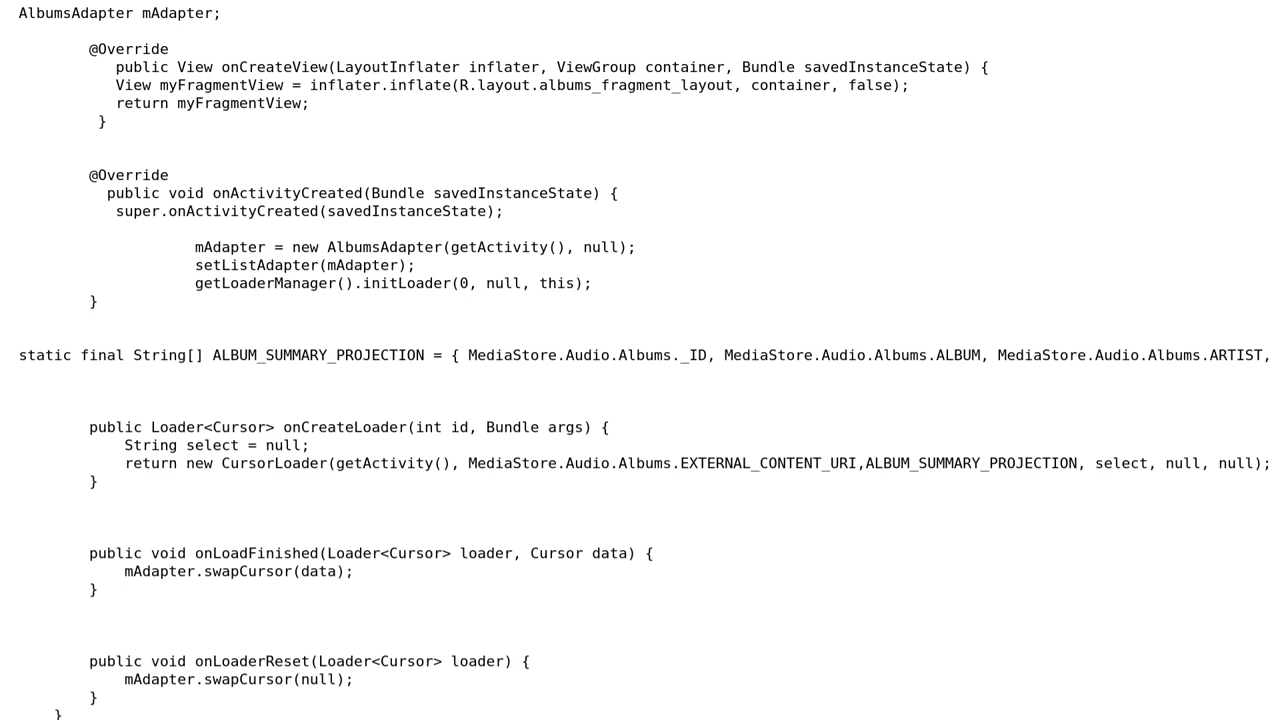 AlbumsAdapter mAdapter;
@Override
public View onCreateView(LayoutInflater inflater, ViewGroup container, Bundle savedInstanceState) {
View myFragmentView = inflater.inflate(R.layout.albums_fragment_layout, container, false);
return myFragmentView;
}
@Override
public void onActivityCreated(Bundle savedInstanceState) {
super.onActivityCreated(savedInstanceState);
mAdapter = new AlbumsAdapter(getActivity(), null);
setListAdapter(mAdapter);
getLoaderManager().initLoader(0, null, this);
}
static final String[] ALBUM_SUMMARY_PROJECTION = { MediaStore.Audio.Albums._ID, MediaStore.Audio.Albums.ALBUM, MediaStore.Audio.Albums.ARTIST,
public Loader<Cursor> onCreateLoader(int id, Bundle args) {
String select = null;
return new CursorLoader(getActivity(), MediaStore.Audio.Albums.EXTERNAL_CONTENT_URI,ALBUM_SUMMARY_PROJECTION, select, null, null);
}
public void onLoadFinished(Loader<Cursor> loader, Cursor data) {
mAdapter.swapCursor(data);
}
public void onLoaderReset(Loader<Cursor> loader) {
mAdapter.swapCursor(null);
}
}